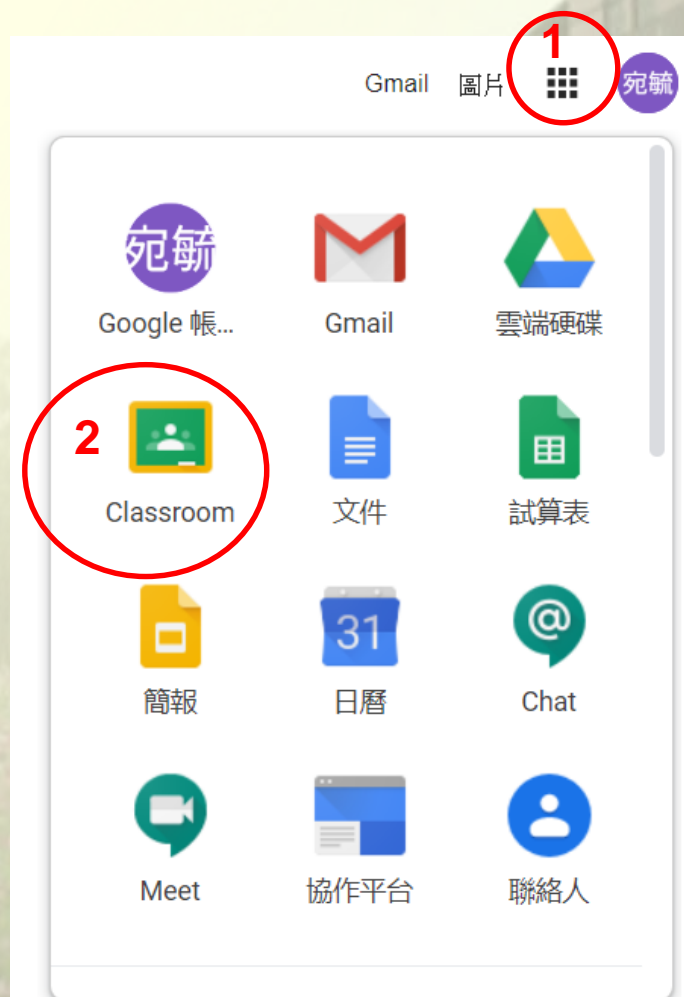 1
Gmail 圖片 宛毓
宛毓
Google 帳... Gmail 雲端硬碟
2
Classroom 文件 試算表
31
簡報 日曆 Chat
Meet 協作平台 聯絡人